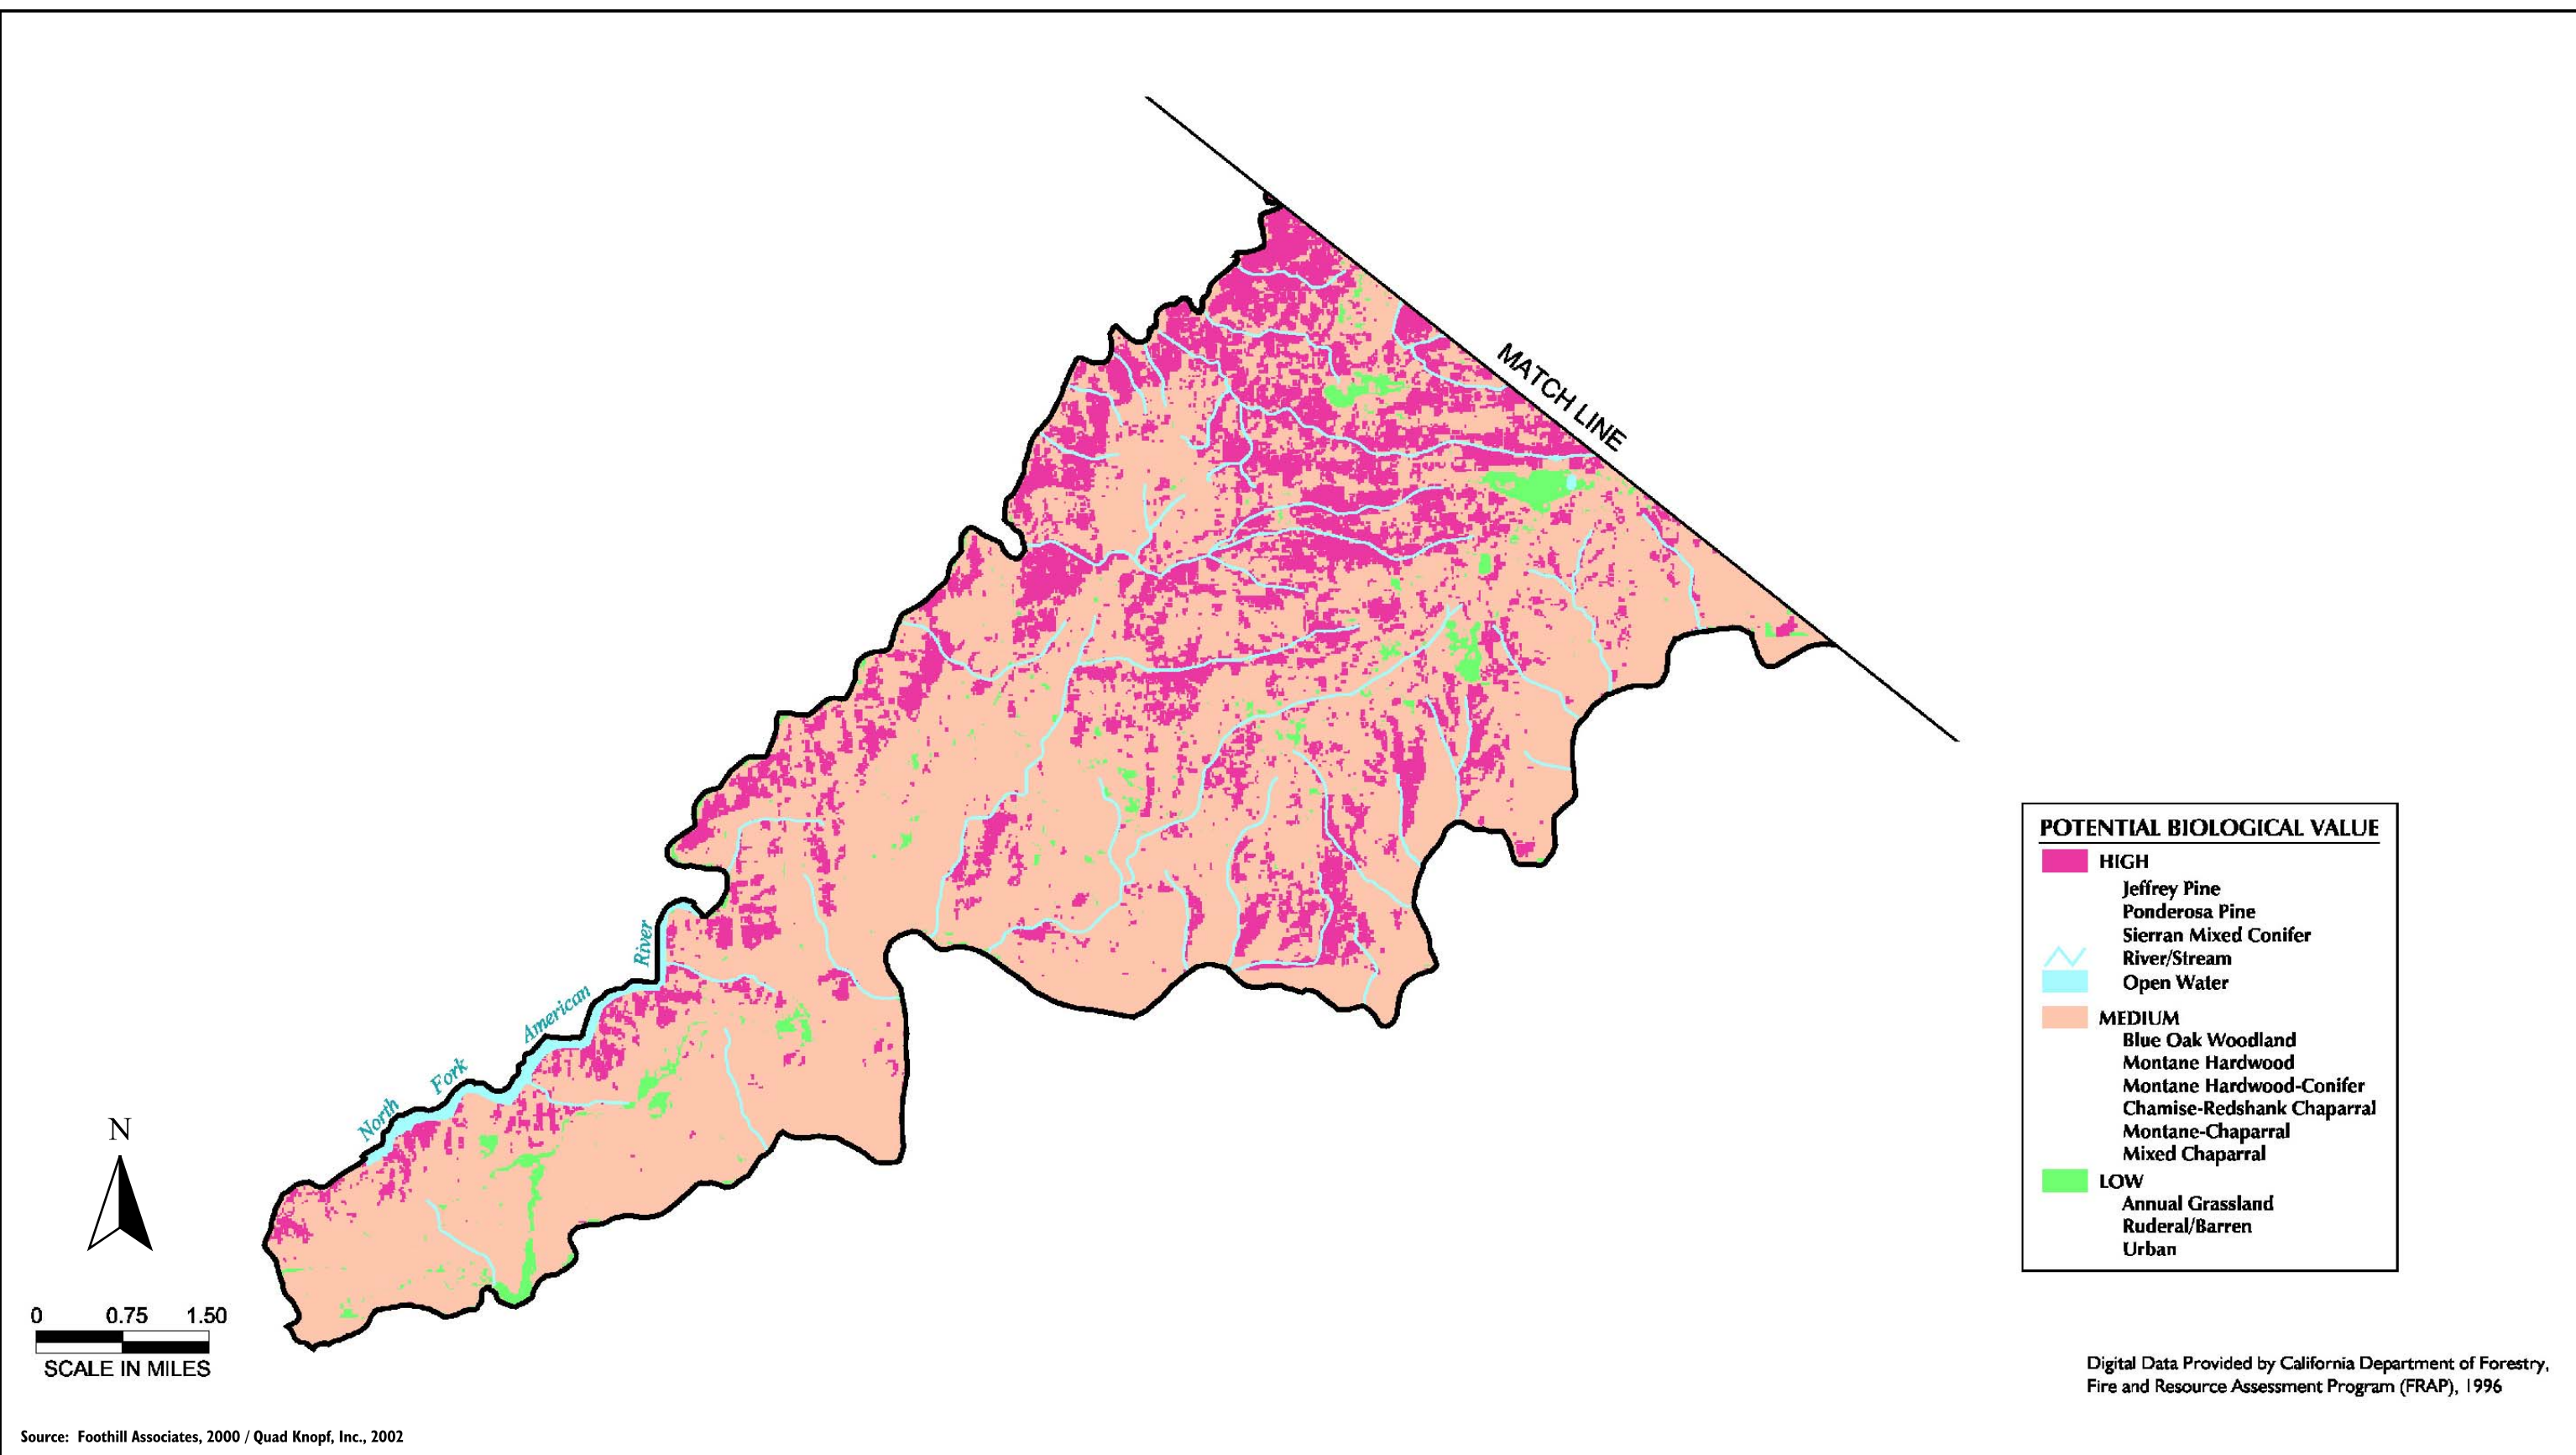 MATCH LINE
North Fork American River
N
0 0.75 1.50
SCALE IN MILES
POTENTIAL BIOLOGICAL VALUE
HIGH
Jeffrey Pine
Ponderosa Pine
Sierran Mixed Conifer
River/Stream
Open Water
MEDIUM
Blue Oak Woodland
Montane Hardwood
Montane Hardwood-Conifer
Chamise-Redshank Chaparral
Montane-Chaparral
Mixed Chaparral
LOW
Annual Grassland
Ruderal/Barren
Urban
Digital Data Provided by California Department of Forestry,
Fire and Resource Assessment Program (FRAP), 1996
Source: Foothill Associates, 2000 / Quad Knopf, Inc., 2002